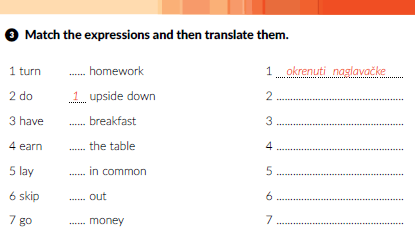 3 Match the expressions and then translate them.
1 turn ...... homework 1 okrenuti naglavačke
2 do 1 upside down 2 ......
3 have ...... breakfast 3 ......
4 earn ...... the table 4 ......
5 lay ...... in common 5 ......
6 skip ...... out 6 ......
7 go ...... money 7 ......